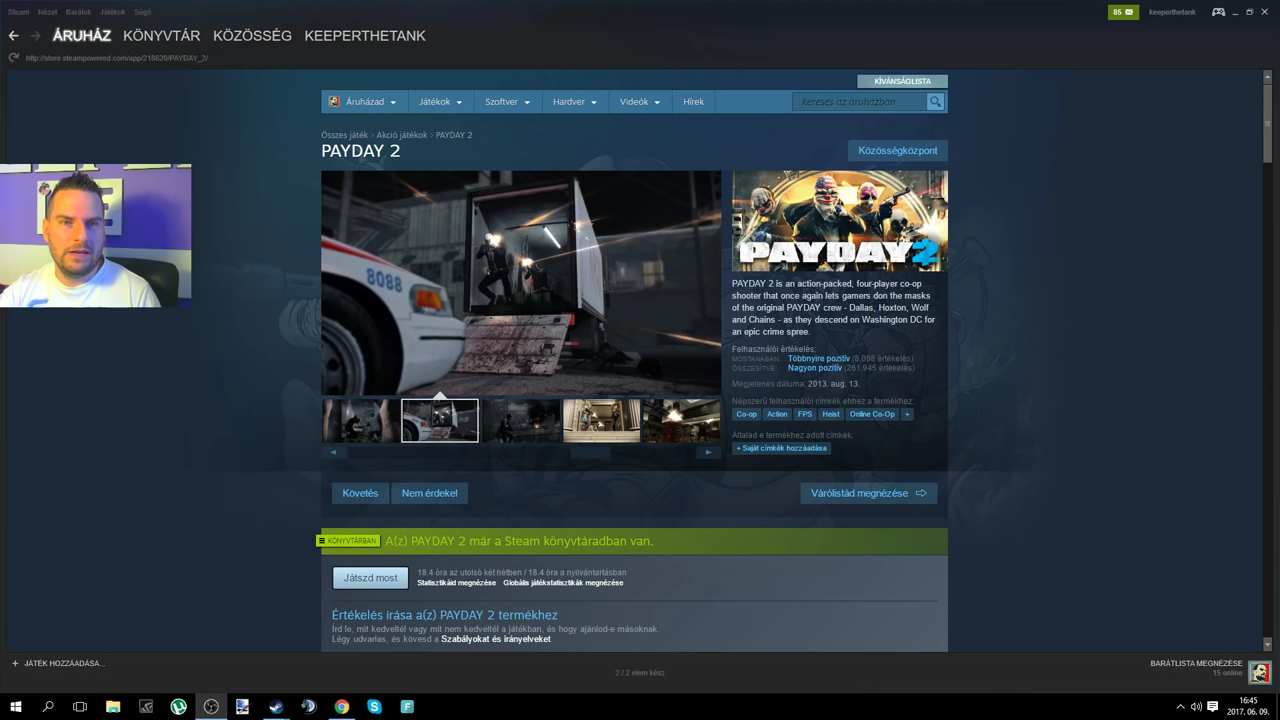 Steam Nézet Barátok Játékok Súgó
85
keeperthetank
ÁRUHÁZ KÖNYVTÁR KÖZÖSSÉG KEEPERTHETANK
http://store.steampowered.com/app/218620/PAYDAY_2/
KÍVÁNSÁGLISTA
Áruházad Játékok Szoftver Hardver Videók Hírek
keresés az áruházban
Összes játék > Akció játékok > PAYDAY 2
PAYDAY 2
Közösségközpont
8088
PAYDAY 2
PAYDAY 2 is an action-packed, four-player co-op
shooter that once again lets gamers don the masks
of the original PAYDAY crew - Dallas, Hoxton, Wolf
and Chains - as they descend on Washington DC for
an epic crime spree.
Felhasználói értékelés:
MOSTANÁBAN: Többnyire pozitív (8,098 értékelés)
ÖSSZESÍTVE: Nagyon pozitív (261,945 értékelés)
Megjelenés dátuma: 2013. aug. 13.
Népszerű felhasználói címkék ehhez a termékhez:
Co-op Action FPS Heist Online Co-Op +
Általad e termékhez adott címkék:
+ Saját címkék hozzáadása
Követés Nem érdekel
Várólistád megnézése
KÖNYVTÁRBAN A(z) PAYDAY 2 már a Steam könyvtáradban van.
Játszd most
18.4 óra az utolsó két hétben / 18.4 óra a nyilvántartásban
Statisztikáid megnézése Globális játékstatisztikák megnézése
Értékelés írása a(z) PAYDAY 2 termékhez
Írd le, mit kedveltél vagy mit nem kedveltél a játékban, és hogy ajánlod-e másoknak.
Légy udvarias, és kövesd a Szabályokat és irányelveket.
+ JÁTÉK HOZZÁADÁSA...
2 / 2 elem kész
BARÁTLISTA MEGNÉZÉSE
15 online
16:45
2017. 06. 09.